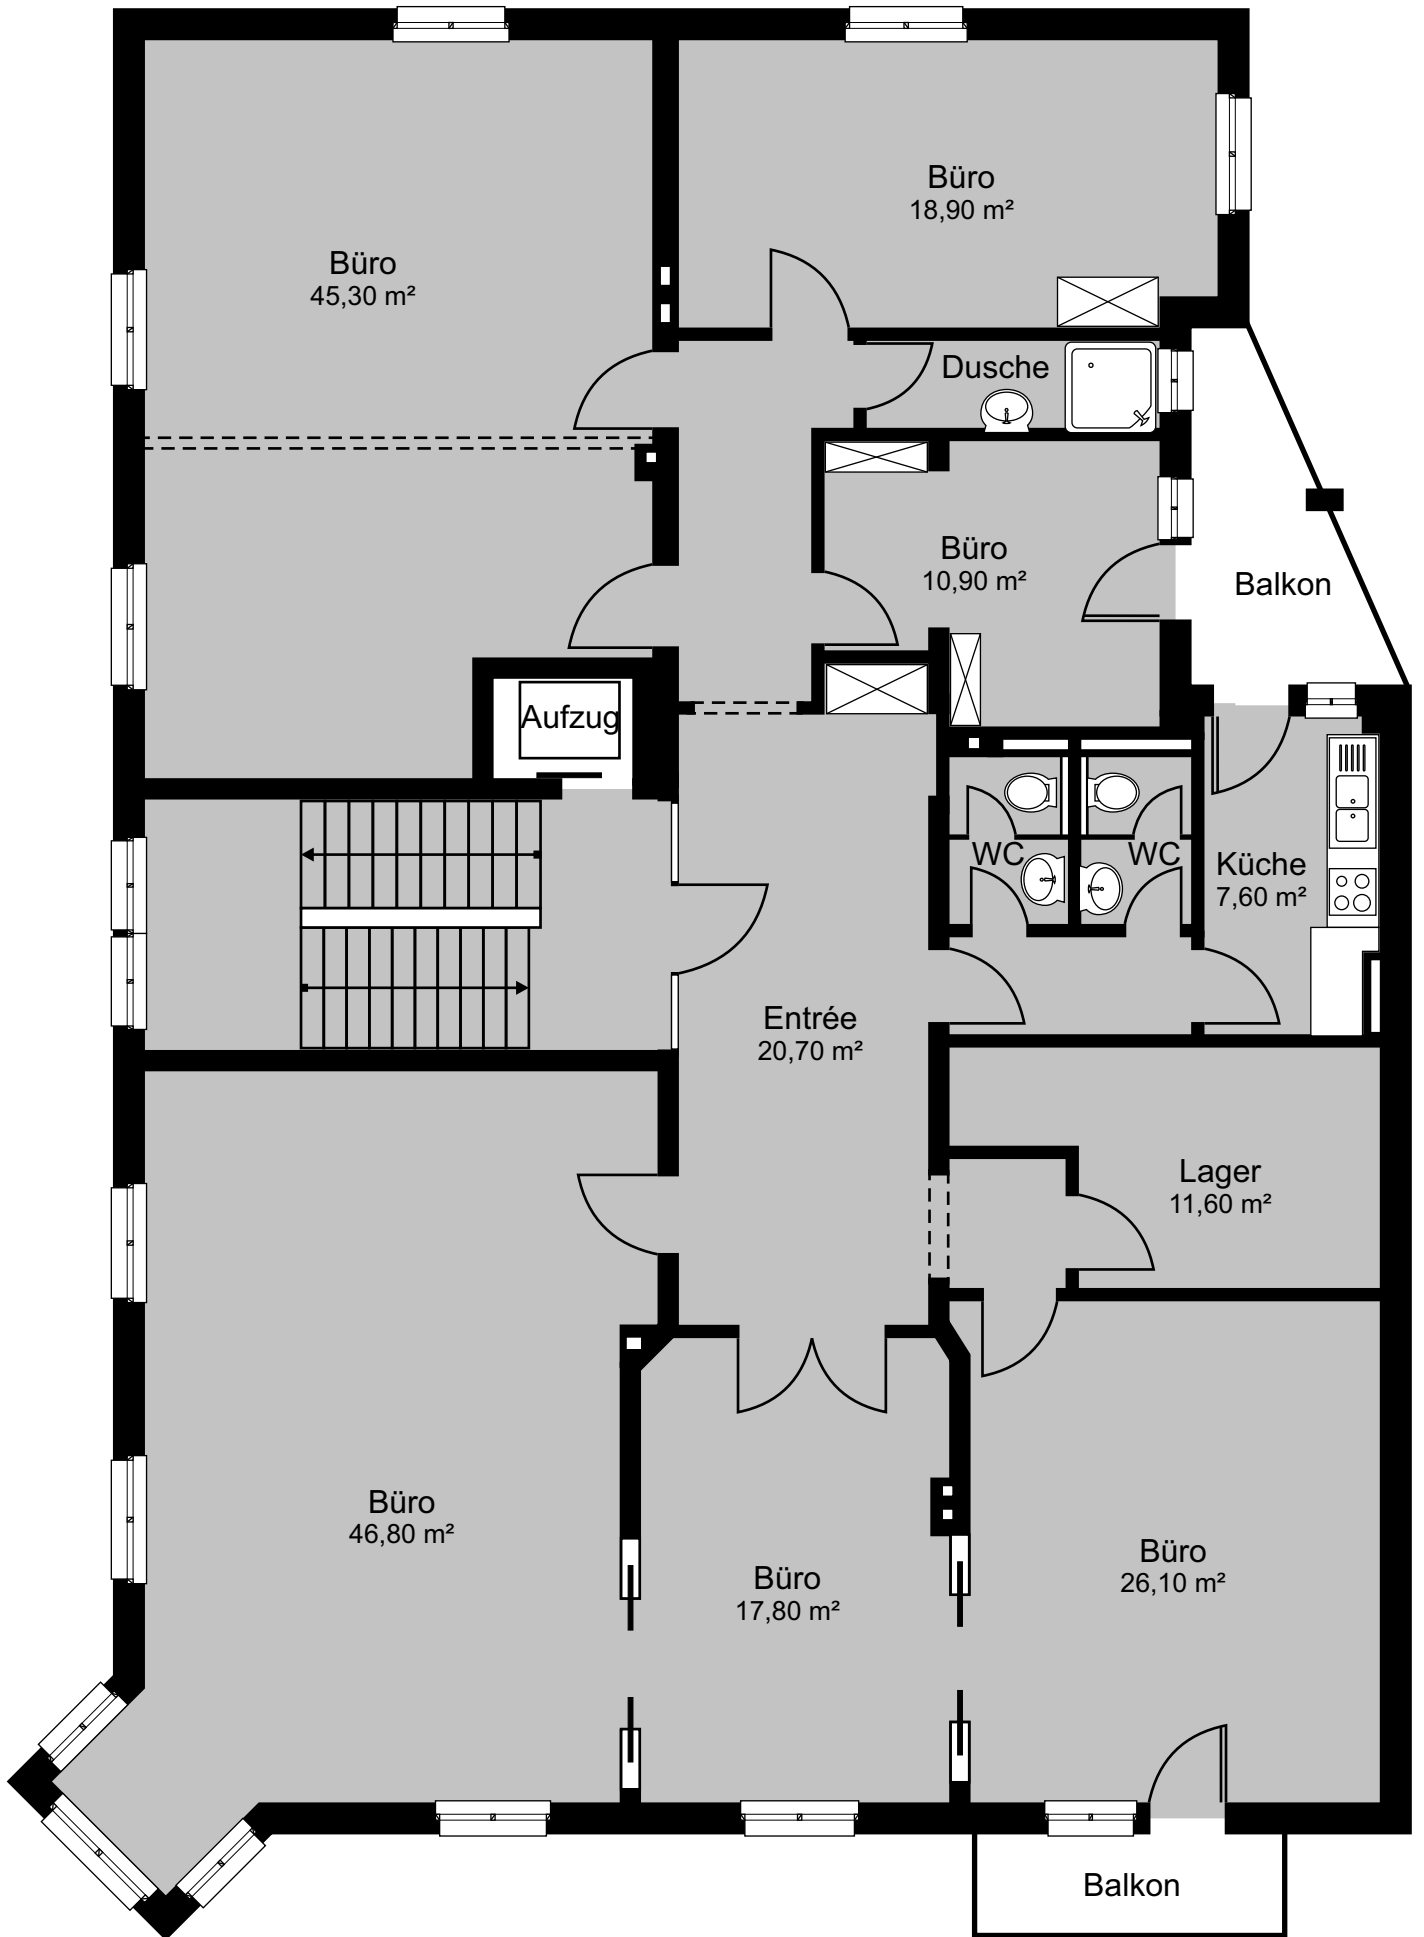 Büro
18,90 m²
Büro
45,30 m²
Dusche
Büro
10,90 m²
Balkon
Aufzug
WC
WC
Küche
7,60 m²
Entrée
20,70 m²
Lager
11,60 m²
Büro
46,80 m²
Büro
17,80 m²
Büro
26,10 m²
Balkon